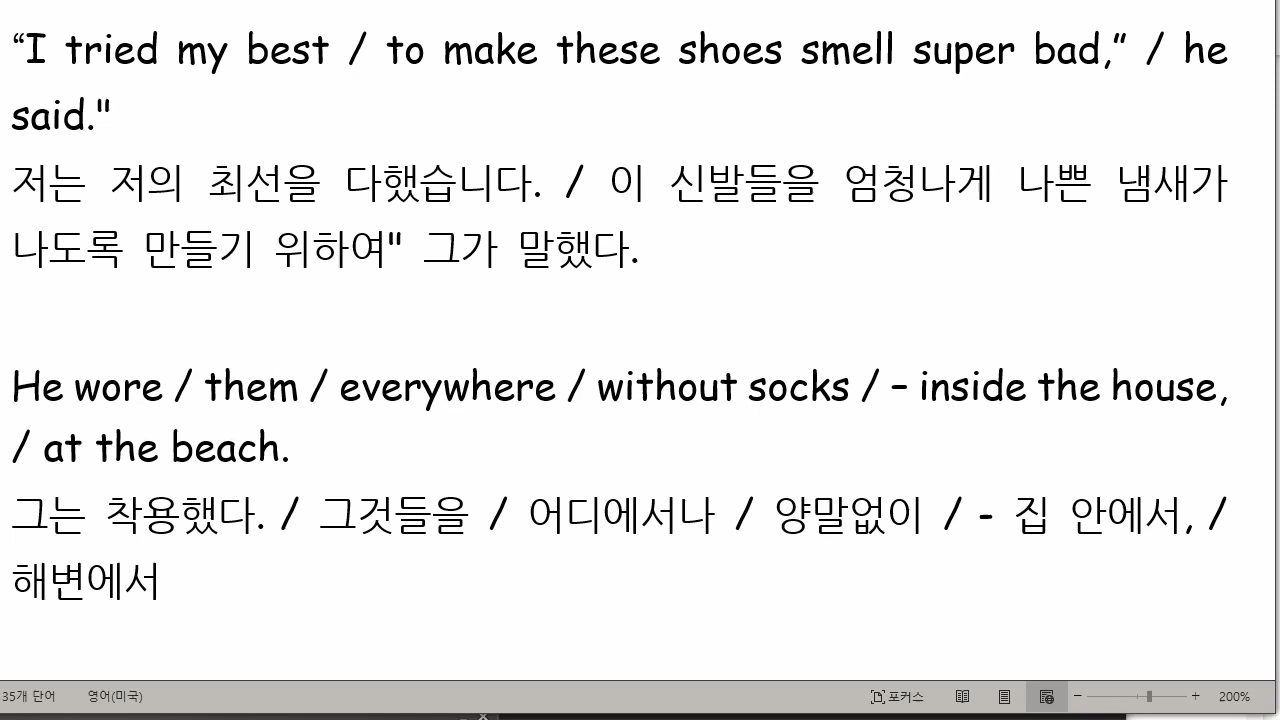 “I tried my best / to make these shoes smell super bad,” / he
said."
저는 저의 최선을 다했습니다. / 이 신발들을 엄청나게 나쁜 냄새가
나도록 만들기 위하여" 그가 말했다.
He wore / them / everywhere / without socks / – inside the house,
/ at the beach.
그는 착용했다. / 그것들을 / 어디에서나 / 양말없이 / - 집 안에서, /
해변에서
35개 단어 영어(미국) 포커스 200%